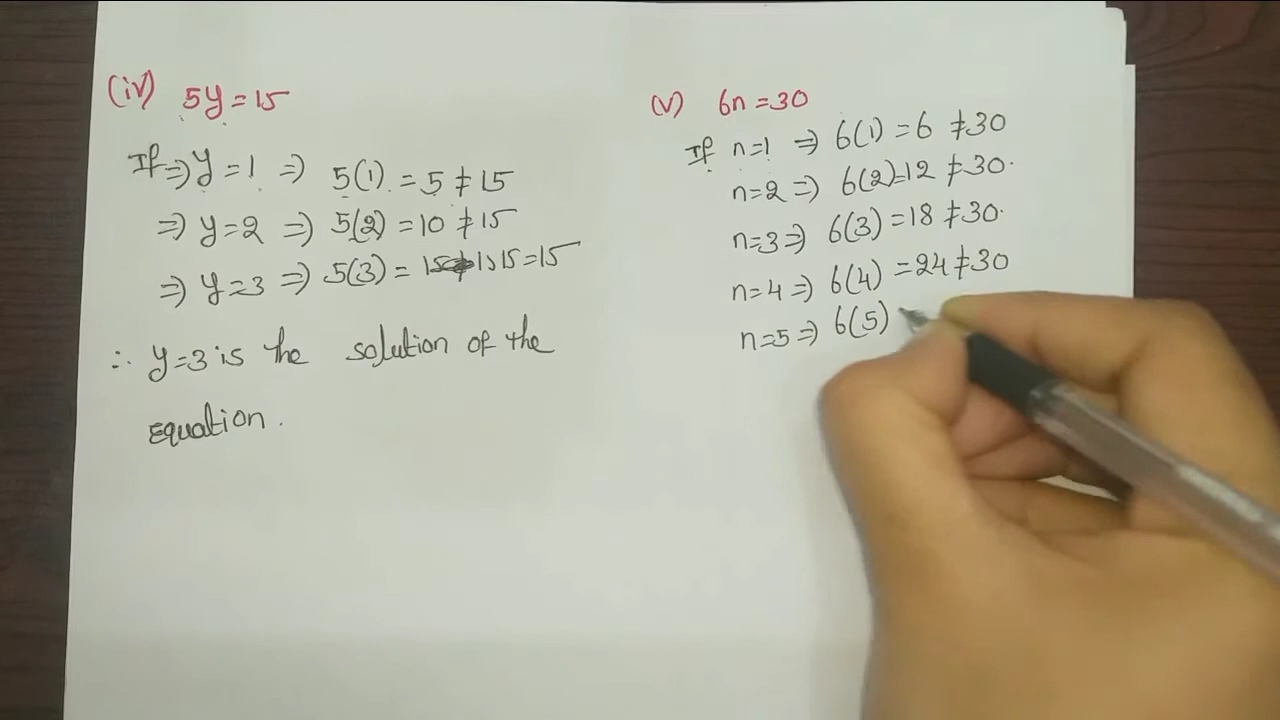 (iv) 5y = 15
If ⇒ y = 1 ⇒ 5(1) = 5 ≠ 15
⇒ y = 2 ⇒ 5(2) = 10 ≠ 15
⇒ y = 3 ⇒ 5(3) = 15 = 15
∴ y = 3 is the solution of the
equation.
(v) 6n = 30
If n = 1 ⇒ 6(1) = 6 ≠ 30
n = 2 ⇒ 6(2) = 12 ≠ 30.
n = 3 ⇒ 6(3) = 18 ≠ 30.
n = 4 ⇒ 6(4) = 24 ≠ 30
n = 5 ⇒ 6(5)